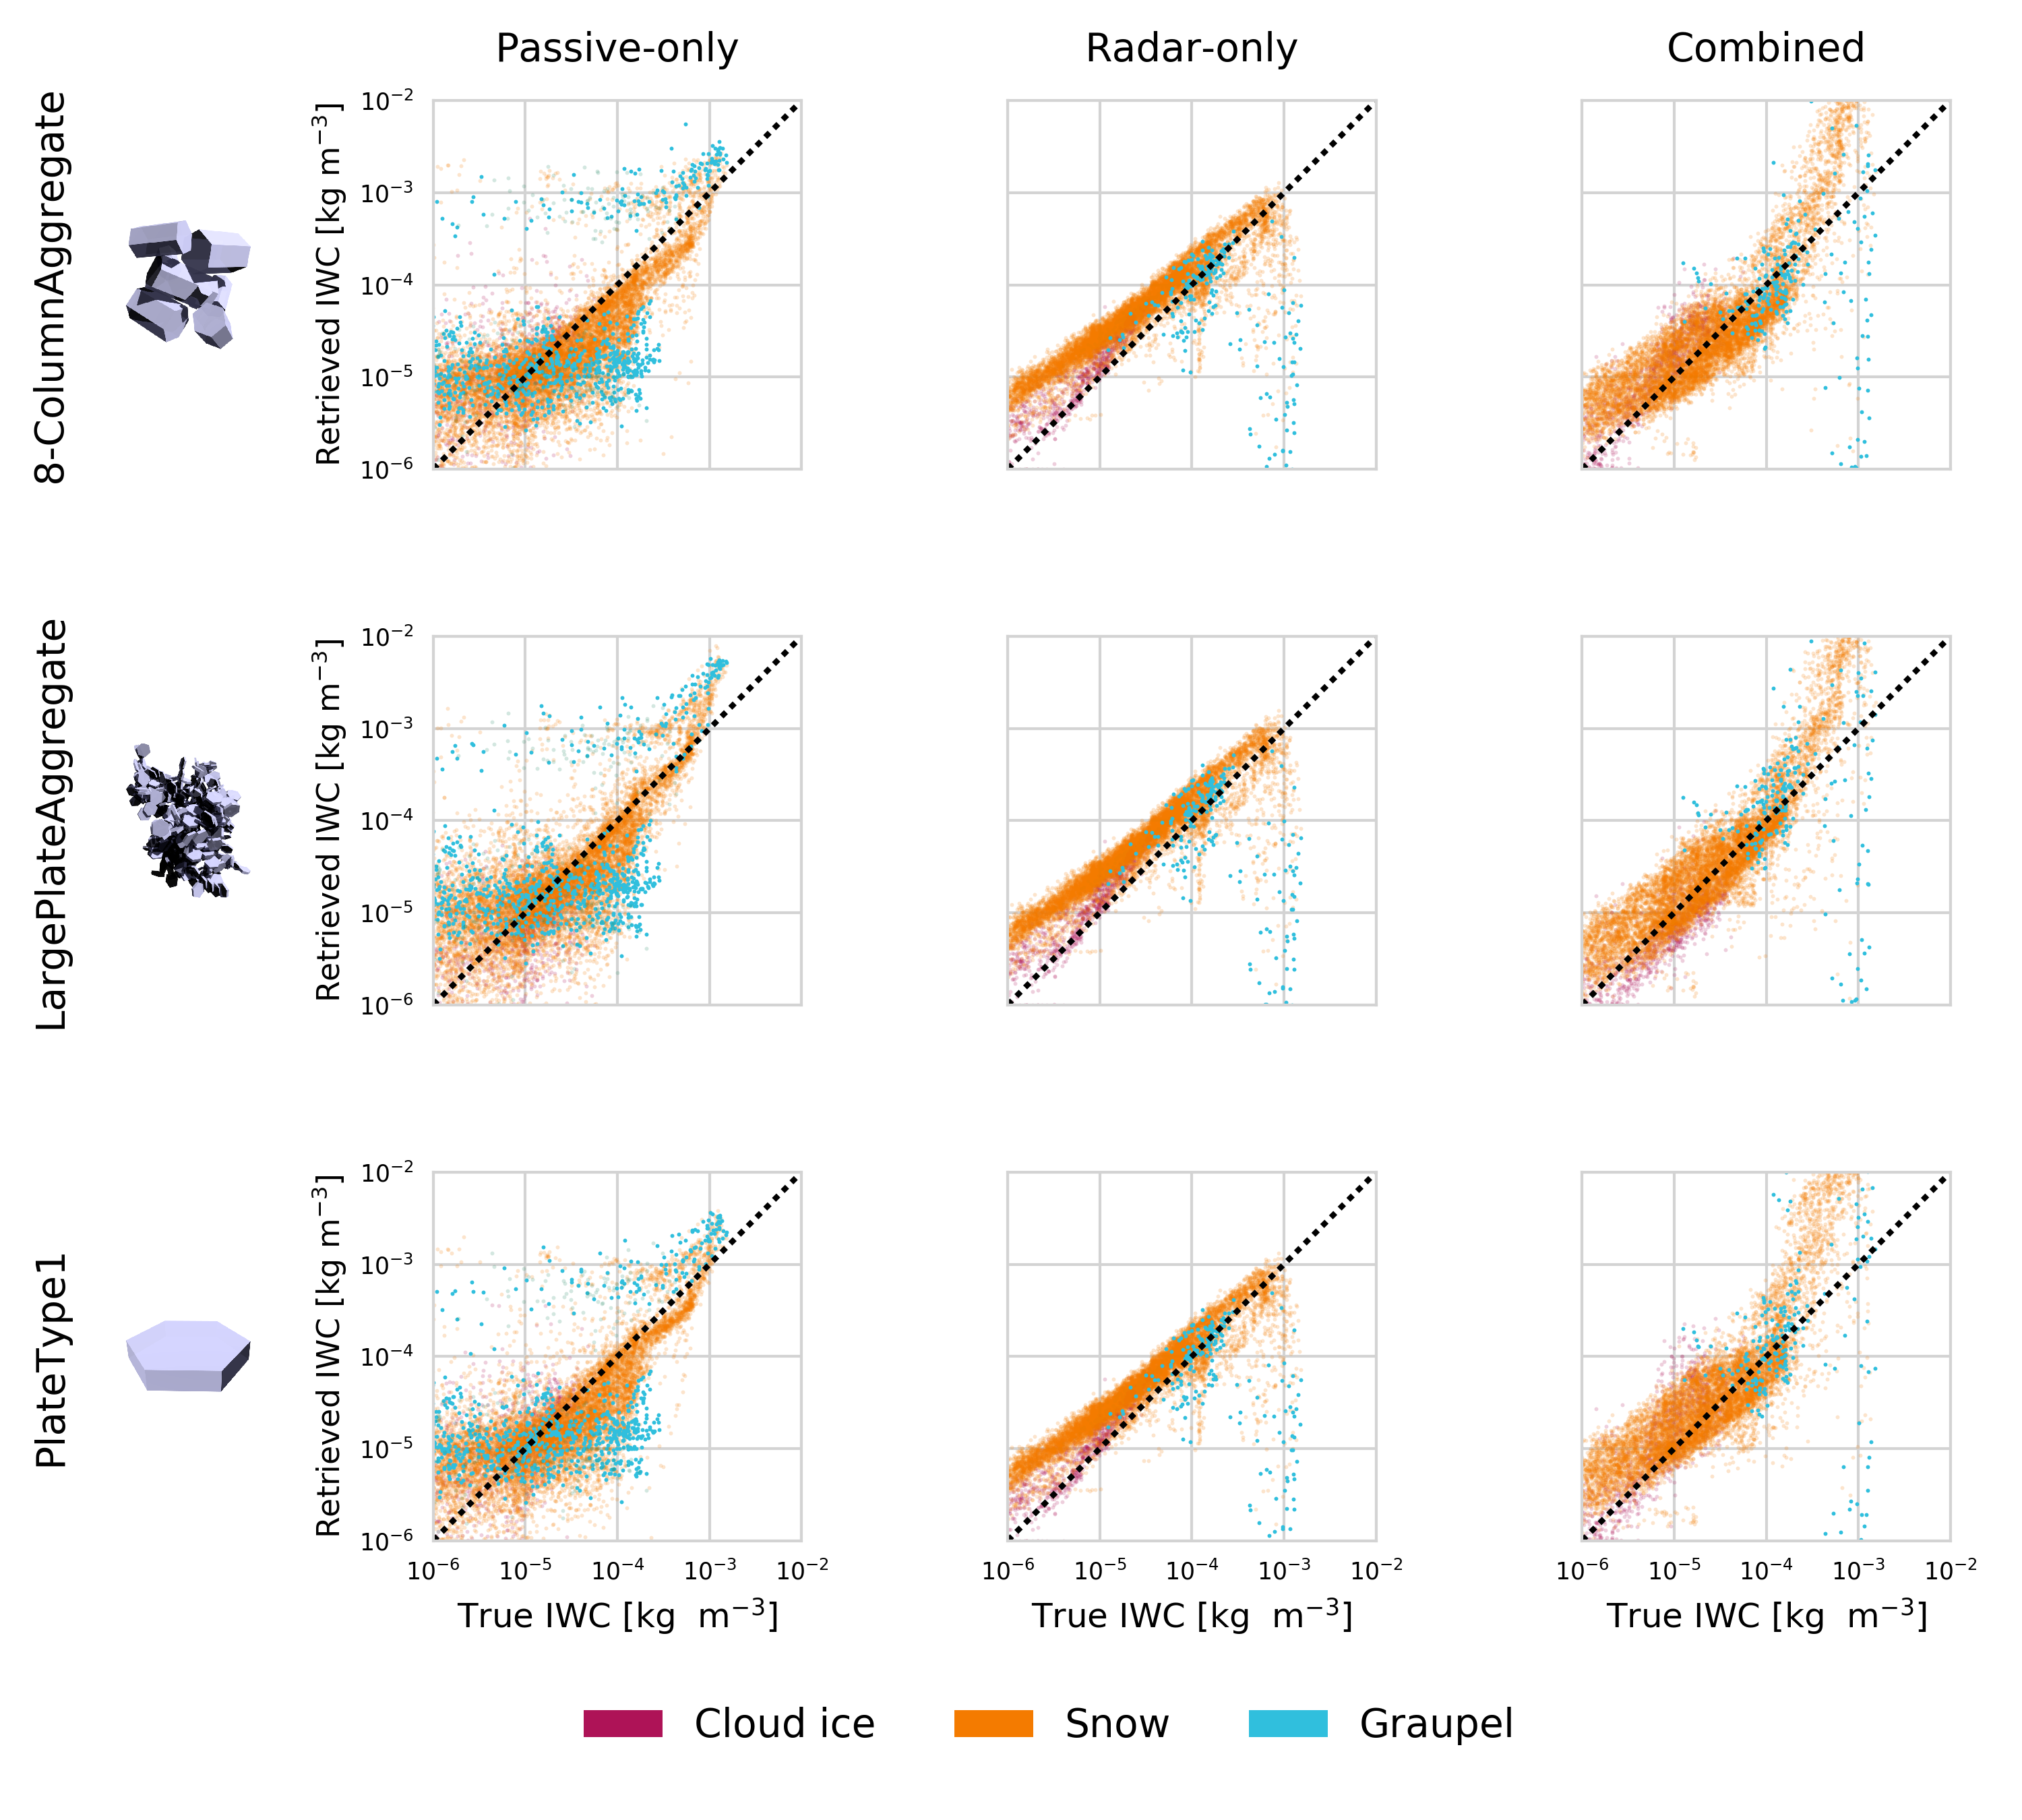 Passive-only
Radar-only
Combined
8-ColumnAggregate
Retrieved IWC [kg m⁻³]
10⁻²
10⁻³
10⁻⁴
10⁻⁵
10⁻⁶
LargePlateAggregate
Retrieved IWC [kg m⁻³]
10⁻²
10⁻³
10⁻⁴
10⁻⁵
10⁻⁶
PlateType1
Retrieved IWC [kg m⁻³]
10⁻²
10⁻³
10⁻⁴
10⁻⁵
10⁻⁶
10⁻⁶ 10⁻⁵ 10⁻⁴ 10⁻³ 10⁻²
10⁻⁶ 10⁻⁵ 10⁻⁴ 10⁻³ 10⁻²
10⁻⁶ 10⁻⁵ 10⁻⁴ 10⁻³ 10⁻²
True IWC [kg m⁻³]
True IWC [kg m⁻³]
True IWC [kg m⁻³]
Cloud ice
Snow
Graupel